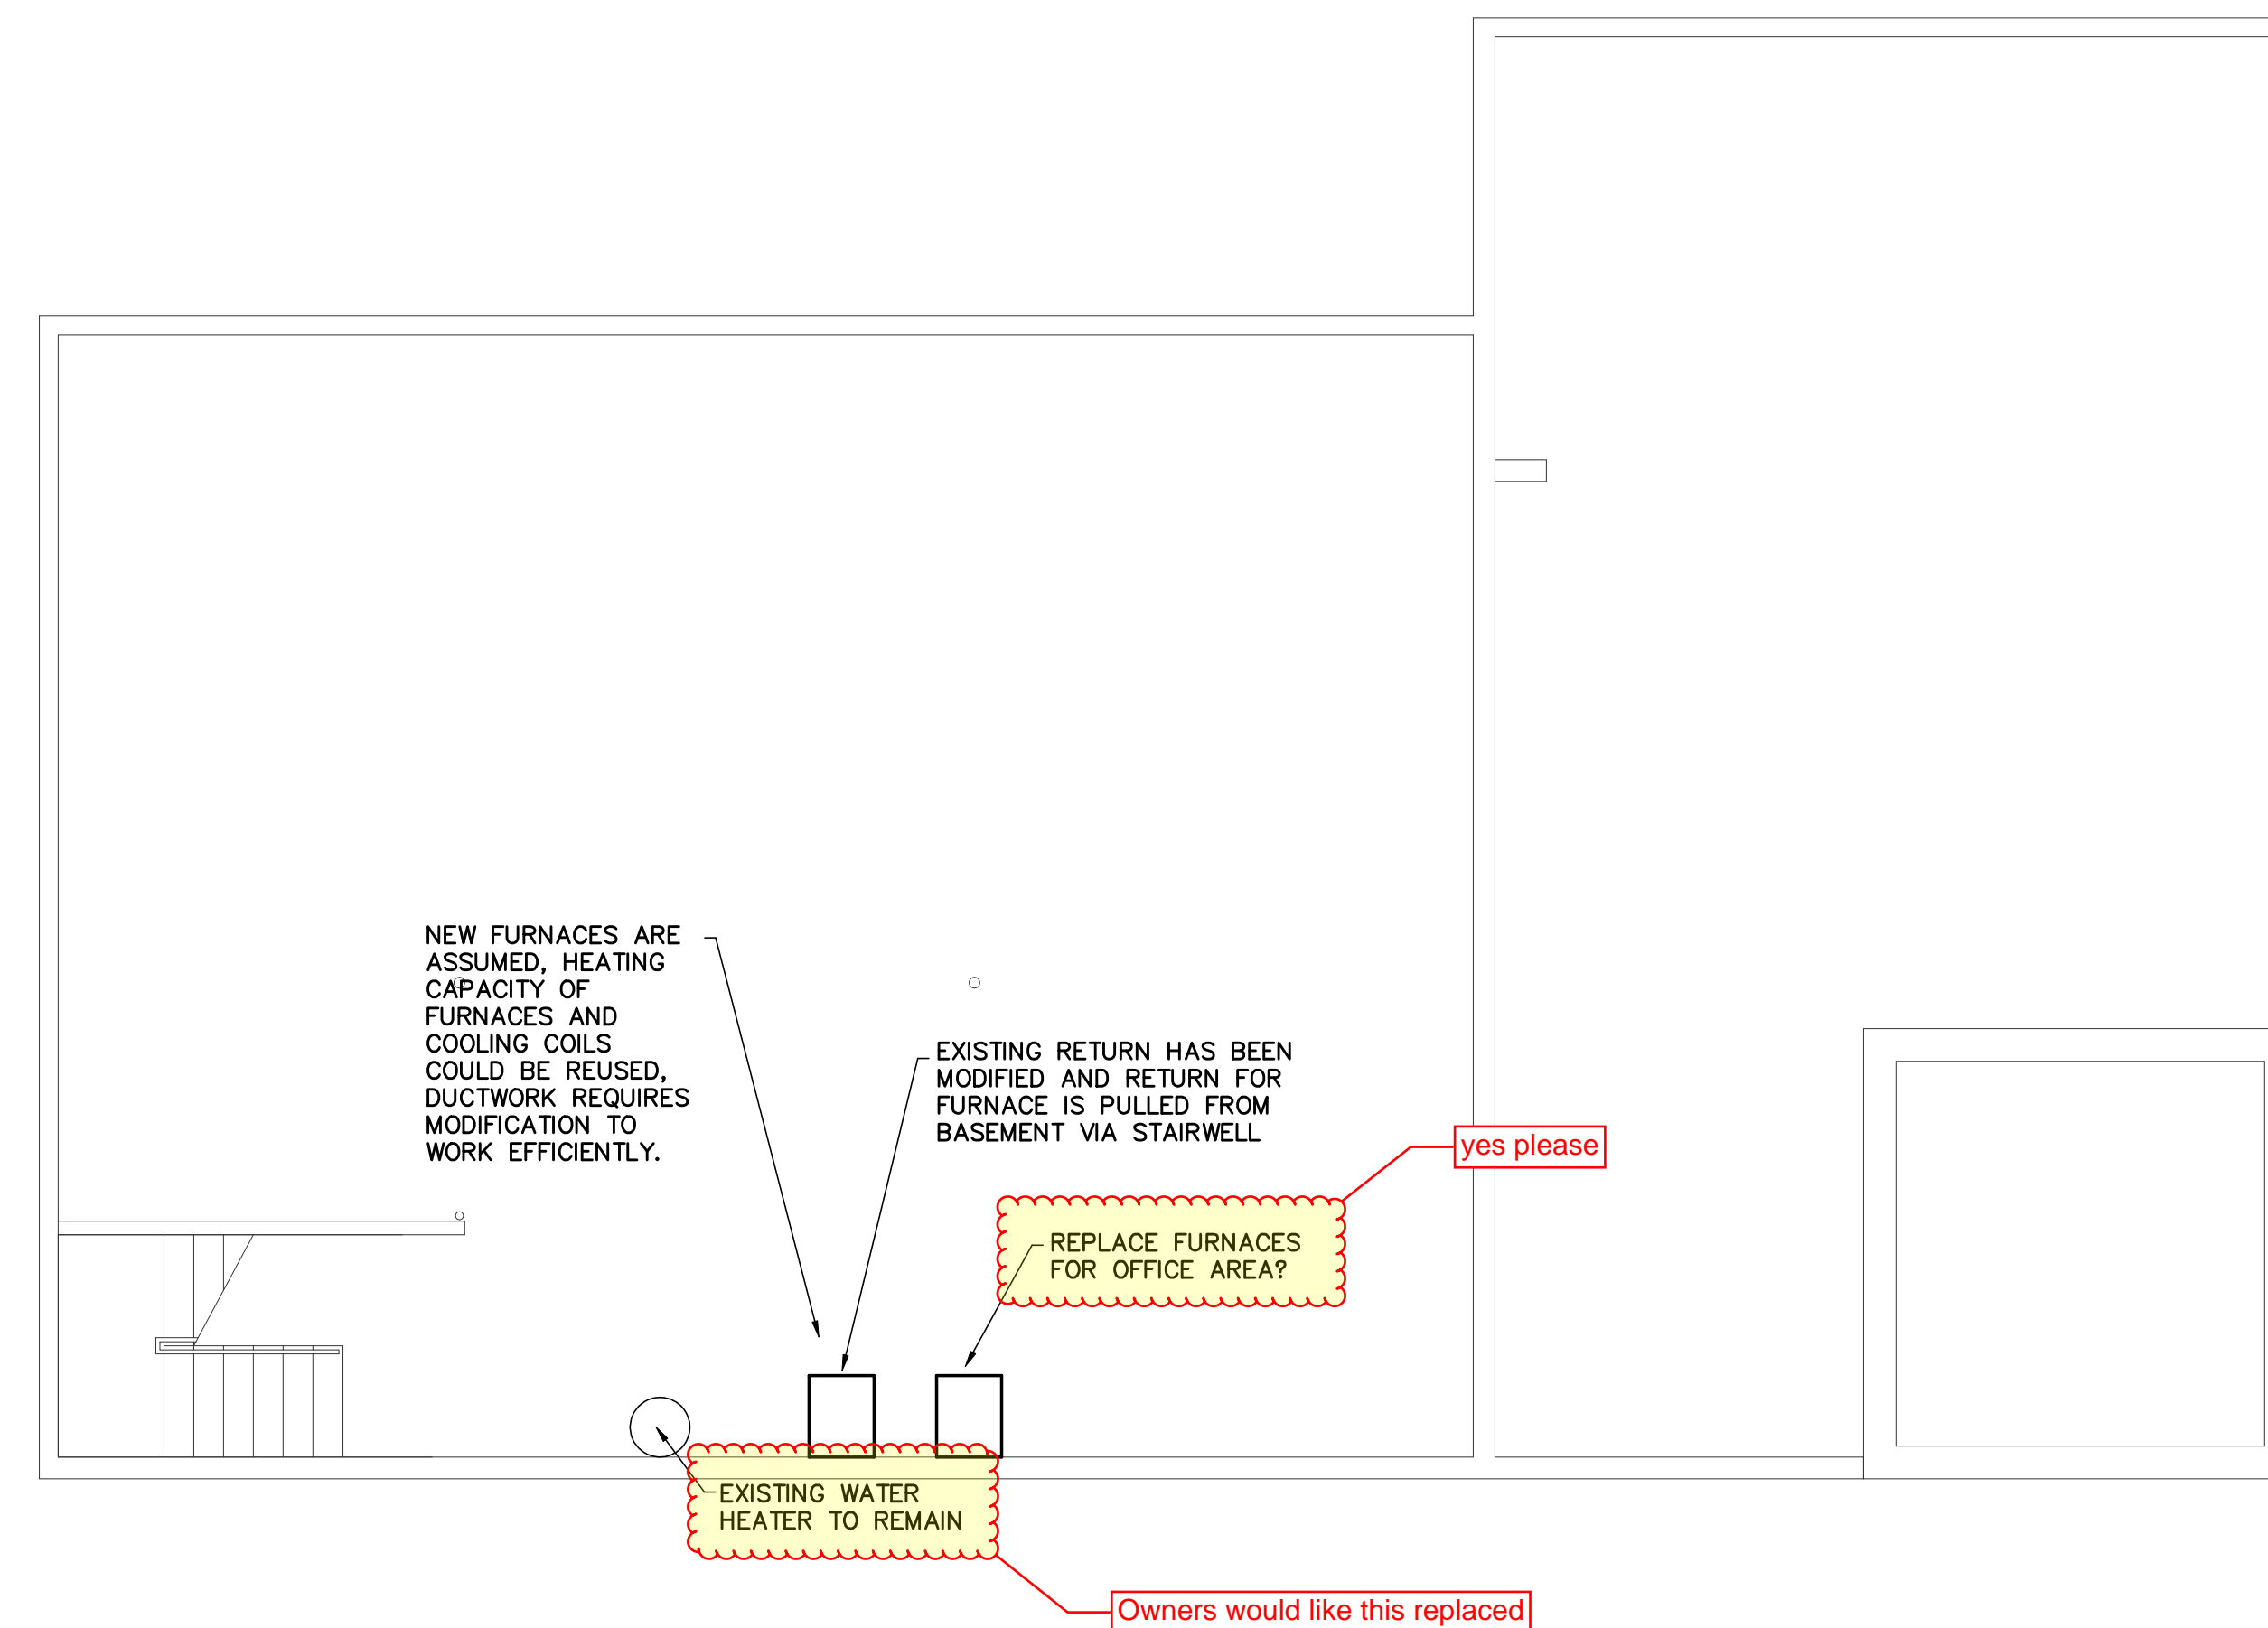 NEW FURNACES ARE
ASSUMED, HEATING
CAPACITY OF
FURNACES AND
COOLING COILS
COULD BE REUSED,
DUCTWORK REQUIRES
MODIFICATION TO
WORK EFFICIENTLY.
EXISTING RETURN HAS BEEN
MODIFIED AND RETURN FOR
FURNACE IS PULLED FROM
BASEMENT VIA STAIRWELL
yes please
REPLACE FURNACES
FOR OFFICE AREA?
EXISTING WATER
HEATER TO REMAIN
Owners would like this replaced